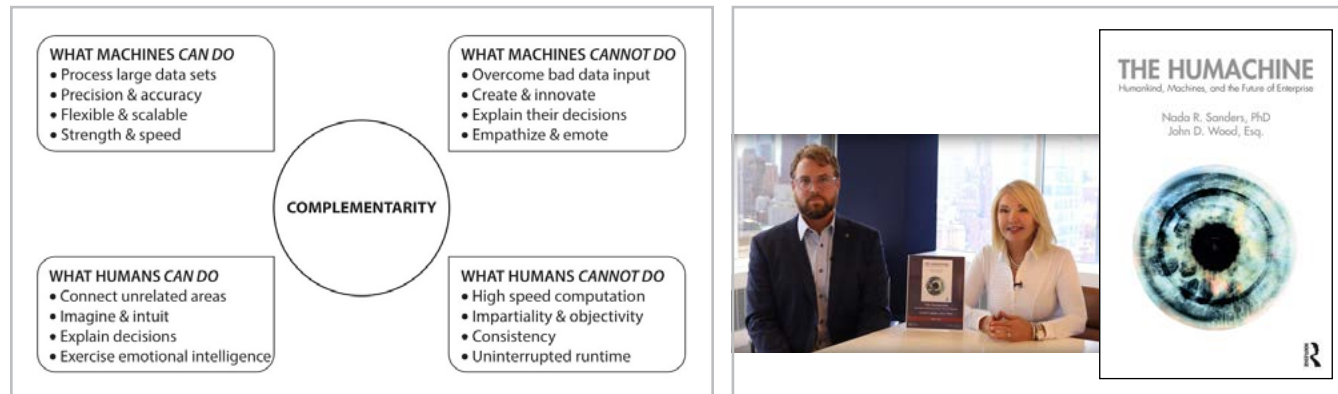 WHAT MACHINES CAN DO
• Process large data sets
• Precision & accuracy
• Flexible & scalable
• Strength & speed
WHAT MACHINES CANNOT DO
• Overcome bad data input
• Create & innovate
• Explain their decisions
• Empathize & emote
COMPLEMENTARITY
WHAT HUMANS CAN DO
• Connect unrelated areas
• Imagine & intuit
• Explain decisions
• Exercise emotional intelligence
WHAT HUMANS CANNOT DO
• High speed computation
• Impartiality & objectivity
• Consistency
• Uninterrupted runtime
THE HUMACHINE
THE HUMACHINE
Humankind, Machines, and the Future of Enterprise
Nada R. Sanders, PhD
John D. Wood, Esq.